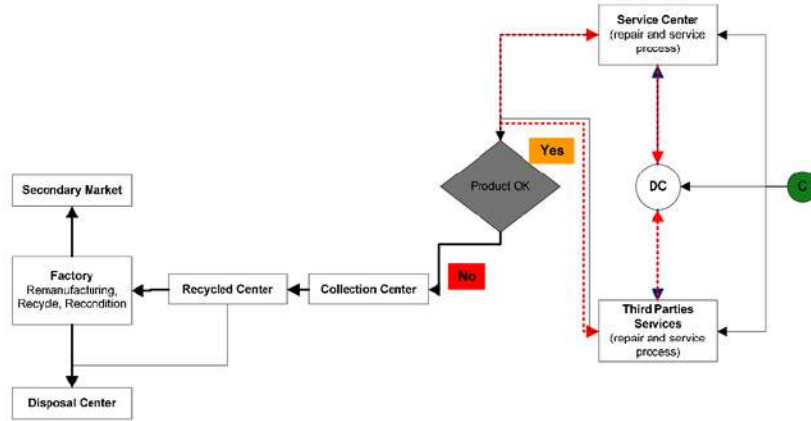 Service Center
(repair and service
process)
Yes
Product OK
DC
C
Secondary Market
Factory
Remanufacturing,
Recycle, Recondition
Recycled Center
Collection Center
No
Third Parties
Services
(repair and service
process)
Disposal Center